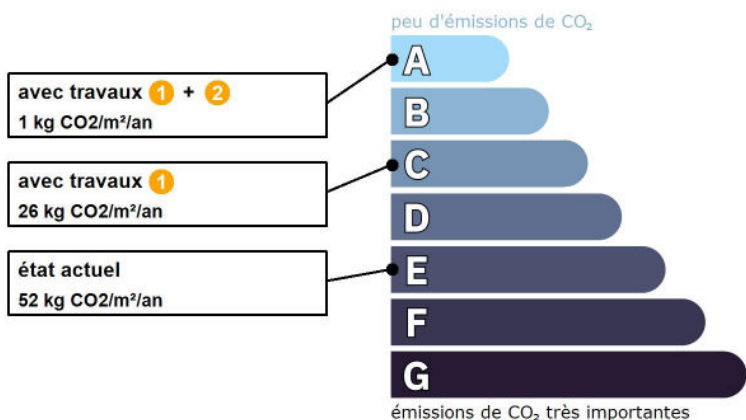 peu d'émissions de CO₂
A
avec travaux 1 + 2
1 kg CO2/m²/an
B
avec travaux 1
26 kg CO2/m²/an
C
D
état actuel
52 kg CO2/m²/an
E
F
G
émissions de CO₂ très importantes